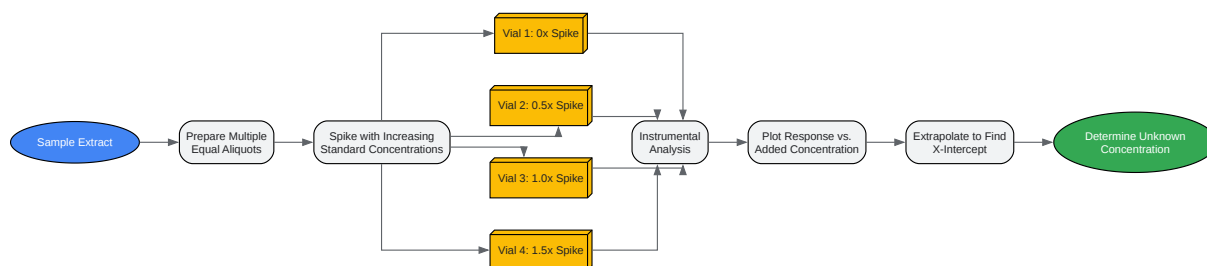 Sample Extract
Prepare Multiple
Equal Aliquots
Spike with Increasing
Standard Concentrations
Vial 1: 0x Spike
Vial 2: 0.5x Spike
Vial 3: 1.0x Spike
Vial 4: 1.5x Spike
Instrumental
Analysis
Plot Response vs.
Added Concentration
Extrapolate to Find
X-Intercept
Determine Unknown
Concentration